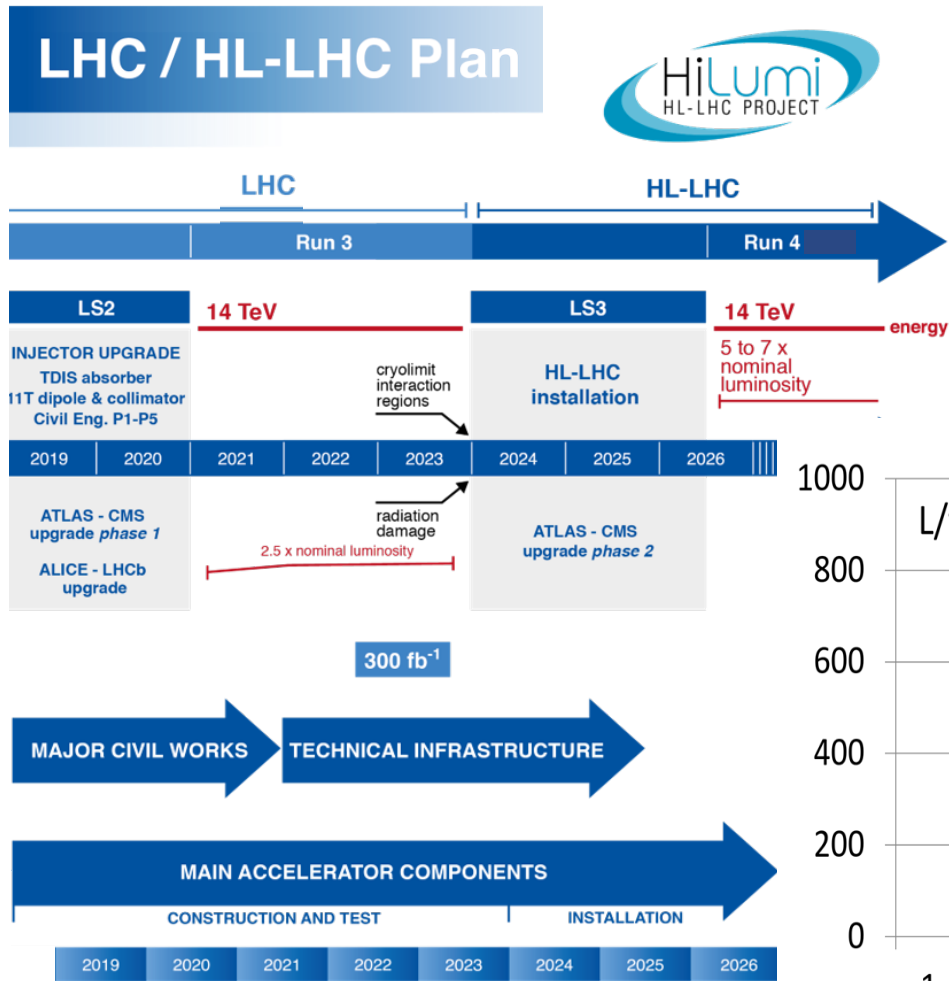 LHC / HL-LHC Plan
HiLumi
HL-LHC PROJECT
LHC
HL-LHC
Run 3
Run 4
LS2
14 TeV
LS3
14 TeV
energy
INJECTOR UPGRADE
TDIS absorber
11T dipole & collimator
Civil Eng. P1-P5
cryolimit
interaction
regions
HL-LHC
installation
5 to 7 x
nominal
luminosity
2019 2020 2021 2022 2023 2024 2025 2026
ATLAS - CMS
upgrade phase 1
ALICE - LHCb
upgrade
radiation
damage
2.5 x nominal luminosity
ATLAS - CMS
upgrade phase 2
1000
L/
800
600
400
200
0
300 fb⁻¹
MAJOR CIVIL WORKS
TECHNICAL INFRASTRUCTURE
MAIN ACCELERATOR COMPONENTS
CONSTRUCTION AND TEST
INSTALLATION
2019 2020 2021 2022 2023 2024 2025 2026